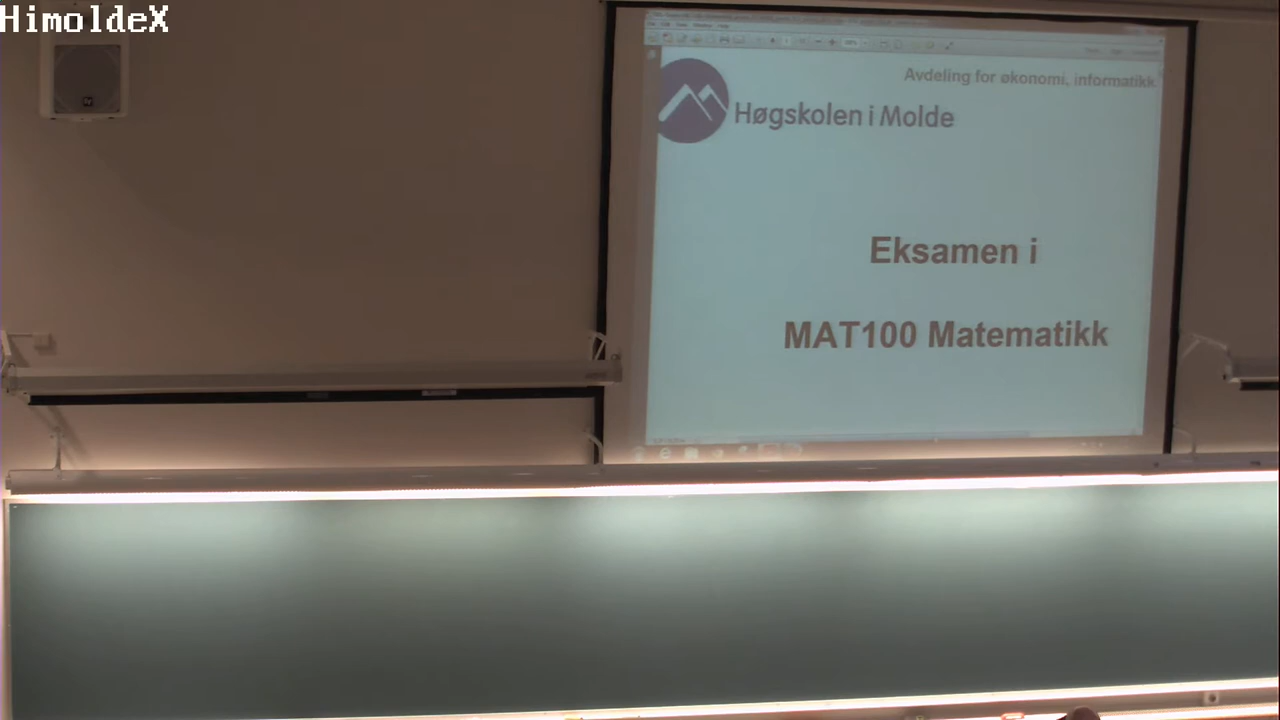 HimoldeX
Avdeling for økonomi, informatikk
Høgskolen i Molde
Eksamen i
MAT100 Matematikk